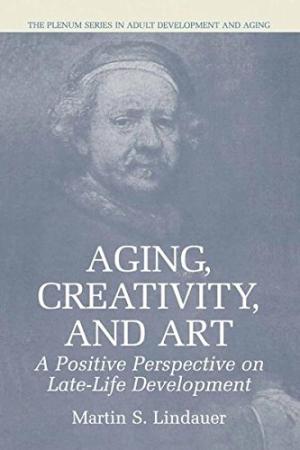 THE PLENUM SERIES IN ADULT DEVELOPMENT AND AGING
AGING,
CREATIVITY,
AND ART
A Positive Perspective on
Late-Life Development
Martin S. Lindauer